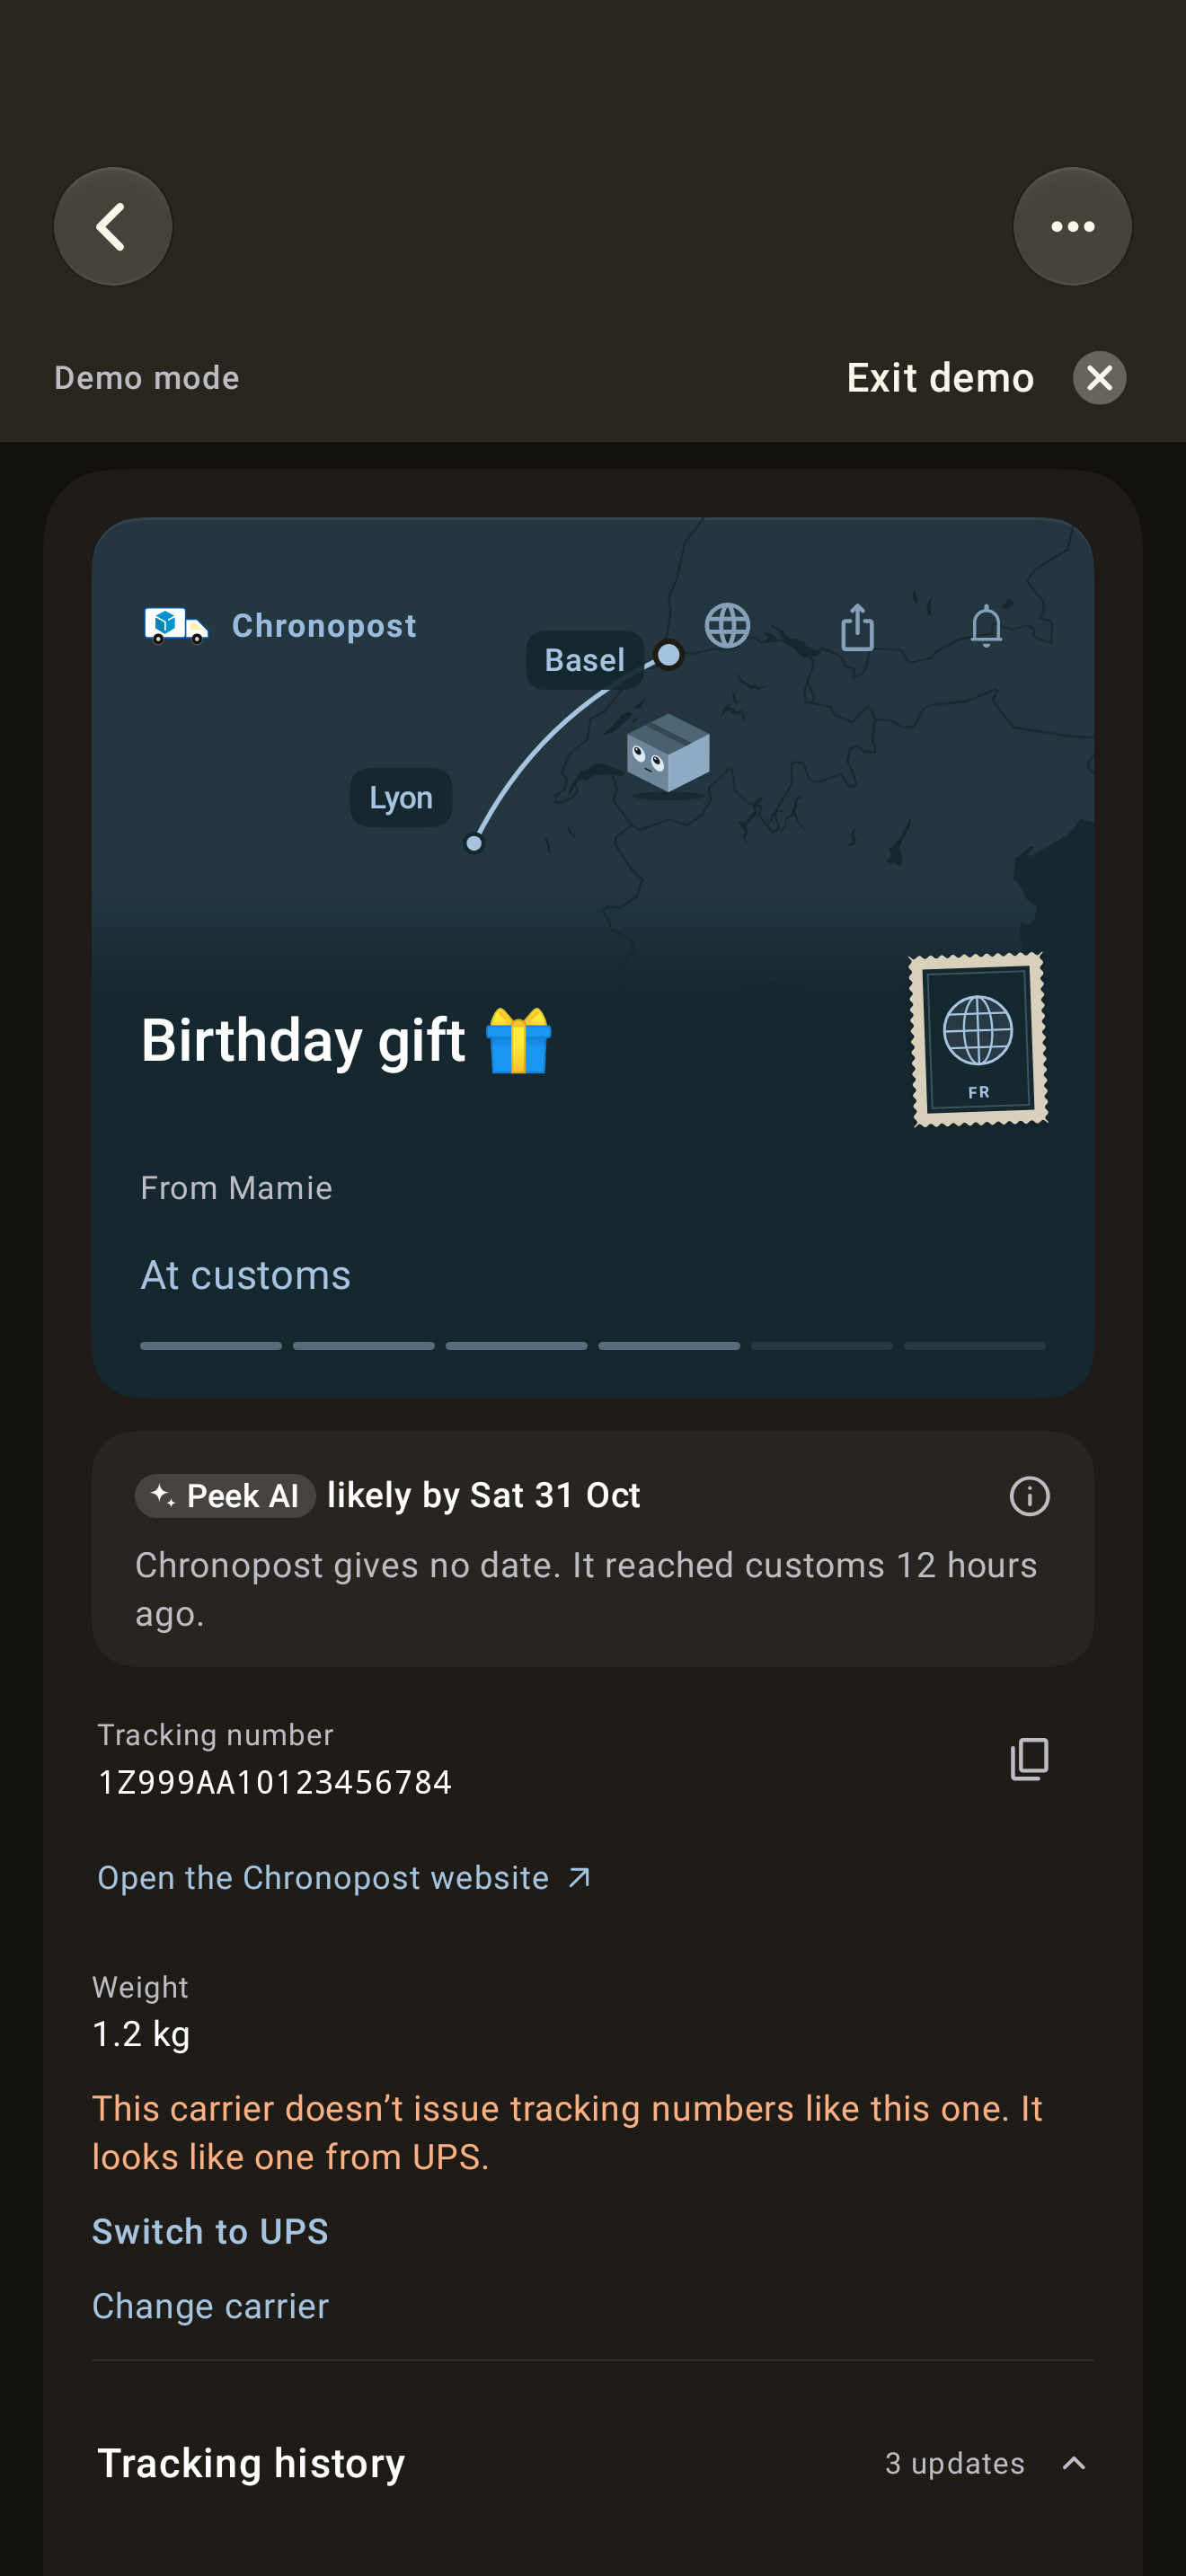 Demo mode
Exit demo
Chronopost
Basel
Lyon
Birthday gift 🎁
FR
From Mamie
At customs
Peek AI likely by Sat 31 Oct
Chronopost gives no date. It reached customs 12 hours
ago.
Tracking number
1Z999AA10123456784
Open the Chronopost website
Weight
1.2 kg
This carrier doesn’t issue tracking numbers like this one. It
looks like one from UPS.
Switch to UPS
Change carrier
Tracking history
3 updates